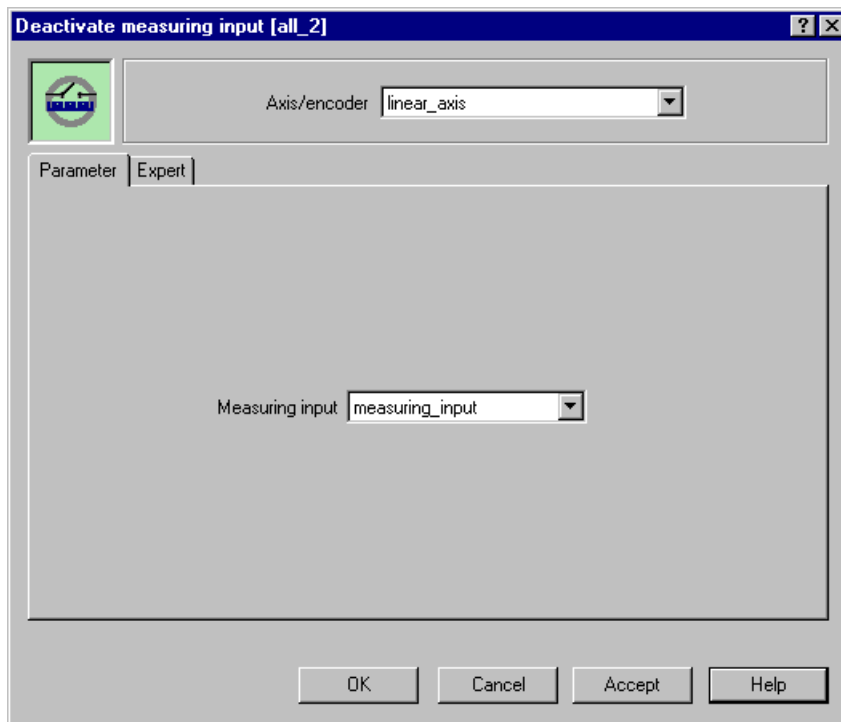 Deactivate measuring input [all_2]
Axis/encoder linear_axis
Parameter Expert
Measuring input measuring_input
OK Cancel Accept Help